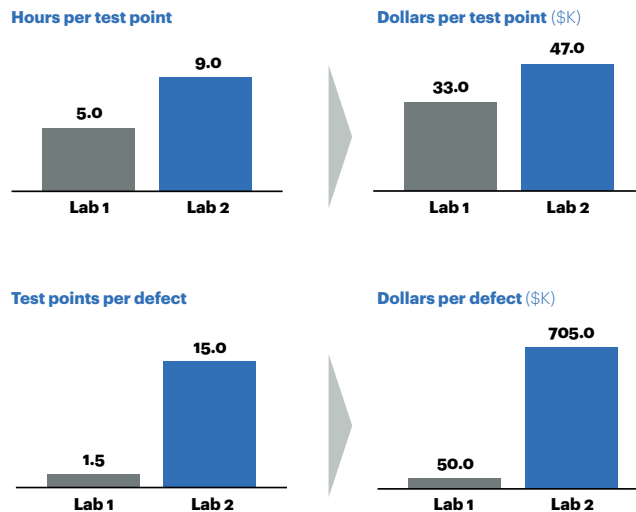 Hours per test point
5.0
9.0
Lab 1
Lab 2
Dollars per test point ($K)
33.0
47.0
Lab 1
Lab 2
Test points per defect
1.5
15.0
Lab 1
Lab 2
Dollars per defect ($K)
50.0
705.0
Lab 1
Lab 2